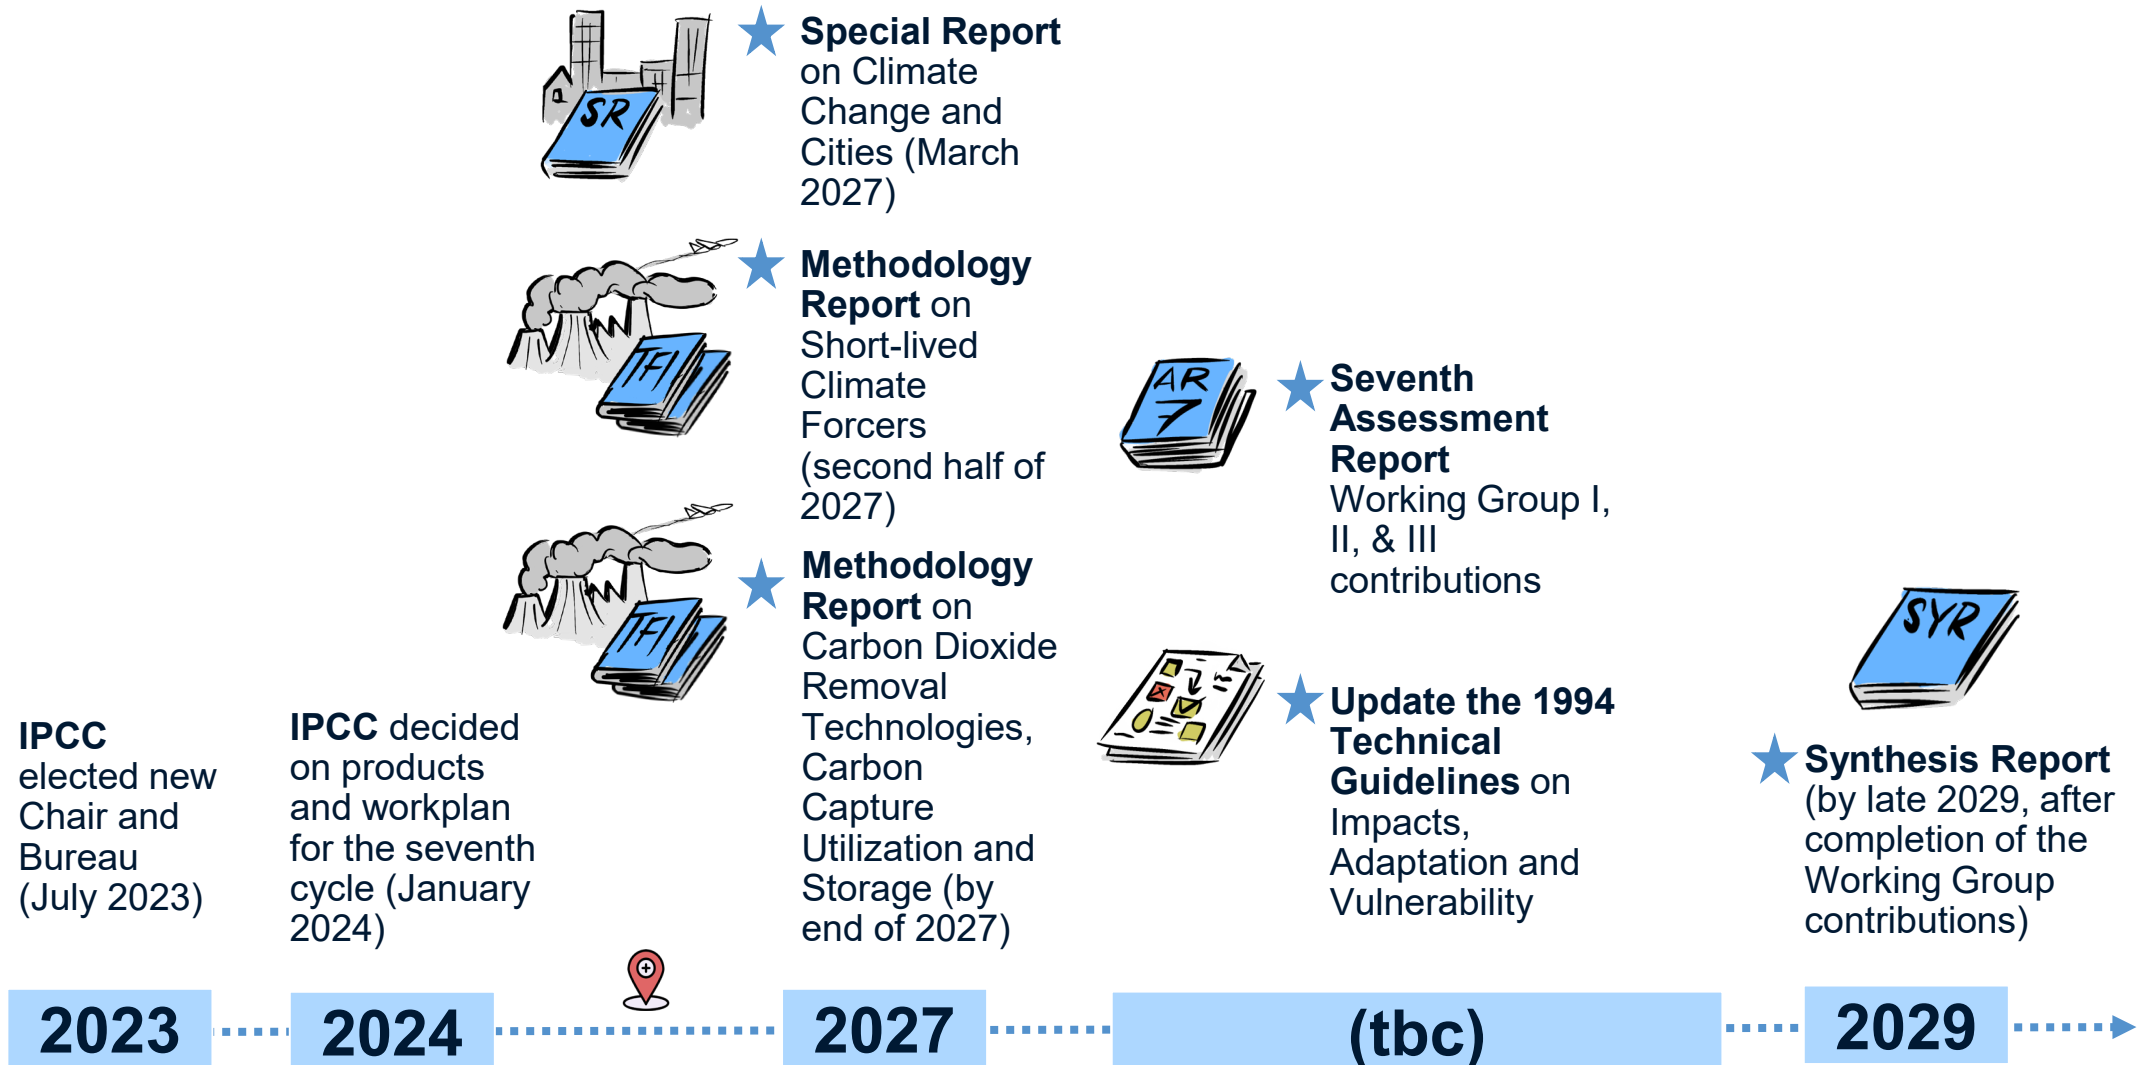 SR
Special Report
on Climate
Change and
Cities (March
2027)
TFI
Methodology
Report on
Short-lived
Climate
Forcers
(second half of
2027)
TFI
Methodology
Report on
Carbon Dioxide
Removal
Technologies,
Carbon
Capture
Utilization and
Storage (by
end of 2027)
IPCC
elected new
Chair and
Bureau
(July 2023)
IPCC decided
on products
and workplan
for the seventh
cycle (January
2024)
AR
7
Seventh
Assessment
Report
Working Group I,
II, & III
contributions
Update the 1994
Technical
Guidelines on
Impacts,
Adaptation and
Vulnerability
SYR
Synthesis Report
(by late 2029, after
completion of the
Working Group
contributions)
2023
2024
2027
(tbc)
2029